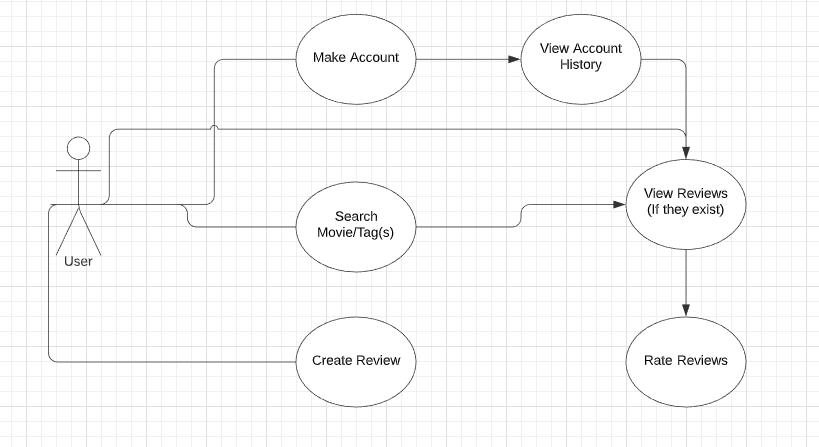 Make Account
View Account
History
View Reviews
(If they exist)
Search
Movie/Tag(s)
User
Create Review
Rate Reviews